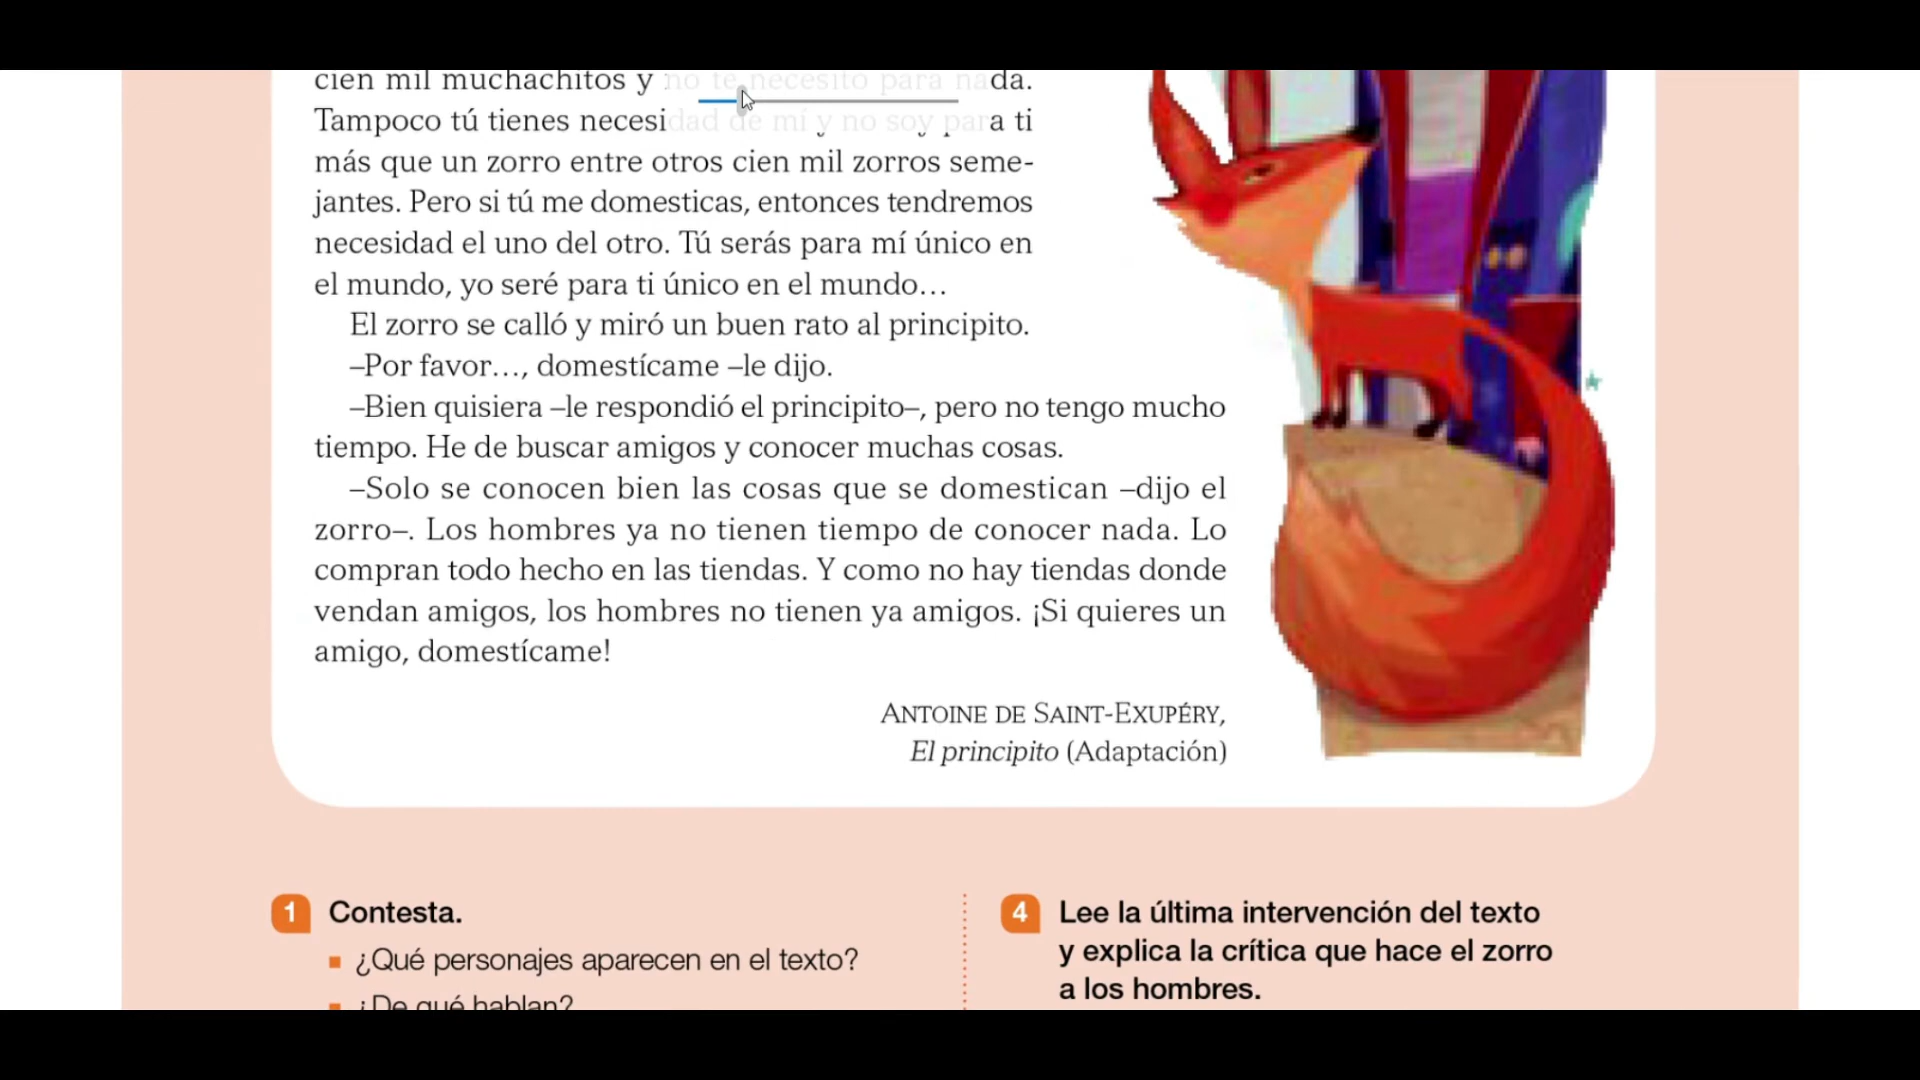 cien mil muchachitos y no te necesito para nada.
Tampoco tú tienes necesidad de mí y no soy para ti
más que un zorro entre otros cien mil zorros seme-
jantes. Pero si tú me domesticas, entonces tendremos
necesidad el uno del otro. Tú serás para mí único en
el mundo, yo seré para ti único en el mundo…
El zorro se calló y miró un buen rato al principito.
–Por favor…, domestícame –le dijo.
–Bien quisiera –le respondió el principito–, pero no tengo mucho
tiempo. He de buscar amigos y conocer muchas cosas.
–Solo se conocen bien las cosas que se domestican –dijo el
zorro–. Los hombres ya no tienen tiempo de conocer nada. Lo
compran todo hecho en las tiendas. Y como no hay tiendas donde
vendan amigos, los hombres no tienen ya amigos. ¡Si quieres un
amigo, domestícame!
ANTOINE DE SAINT-EXUPÉRY,
El principito (Adaptación)
1 Contesta.
▪ ¿Qué personajes aparecen en el texto?
▪ ¿De qué hablan?
4 Lee la última intervención del texto
y explica la crítica que hace el zorro
a los hombres.